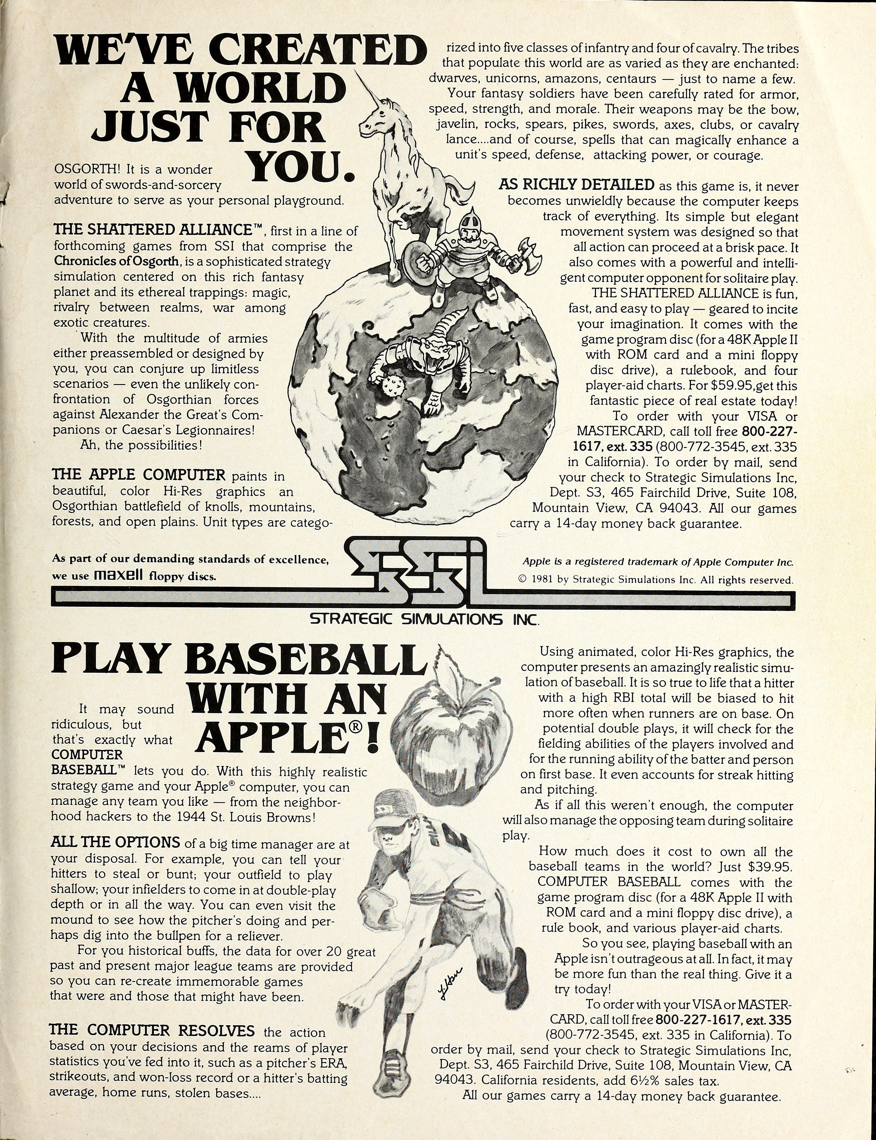 WE'VE CREATED
A WORLD
JUST FOR
YOU.
OSGORTH! It is a wonder
world of swords-and-sorcery
adventure to serve as your personal playground.
THE SHATTERED ALLIANCE™, first in a line of
forthcoming games from SSI that comprise the
Chronicles of Osgorth, is a sophisticated strategy
simulation centered on this rich fantasy
planet and its ethereal trappings: magic,
rivalry between realms, war among
exotic creatures.
With the multitude of armies
either preassembled or designed by
you, you can conjure up limitless
scenarios — even the unlikely con-
frontation of Osgorthian forces
against Alexander the Great's Com-
panions or Caesar's Legionnaires!
Ah, the possibilities!
THE APPLE COMPUTER paints in
beautiful, color Hi-Res graphics an
Osgorthian battlefield of knolls, mountains,
forests, and open plains. Unit types are catego-
rized into five classes of infantry and four of cavalry. The tribes
that populate this world are as varied as they are enchanted:
dwarves, unicorns, amazons, centaurs — just to name a few.
Your fantasy soldiers have been carefully rated for armor,
speed, strength, and morale. Their weapons may be the bow,
javelin, rocks, spears, pikes, swords, axes, clubs, or cavalry
lance....and of course, spells that can magically enhance a
unit's speed, defense, attacking power, or courage.
AS RICHLY DETAILED as this game is, it never
becomes unwieldly because the computer keeps
track of everything. Its simple but elegant
movement system was designed so that
all action can proceed at a brisk pace. It
also comes with a powerful and intelli-
gent computer opponent for solitaire play.
THE SHATTERED ALLIANCE is fun,
fast, and easy to play — geared to incite
your imagination. It comes with the
game program disc (for a 48K Apple II
with ROM card and a mini floppy
disc drive), a rulebook, and four
player-aid charts. For $59.95,get this
fantastic piece of real estate today!
To order with your VISA or
MASTERCARD, call toll free 800-227-
1617, ext. 335 (800-772-3545, ext. 335
in California). To order by mail, send
your check to Strategic Simulations Inc,
Dept. S3, 465 Fairchild Drive, Suite 108,
Mountain View, CA 94043. All our games
carry a 14-day money back guarantee.
As part of our demanding standards of excellence,
we use maxell floppy discs.
SSI
Apple is a registered trademark of Apple Computer Inc.
© 1981 by Strategic Simulations Inc. All rights reserved.
STRATEGIC SIMULATIONS INC.
PLAY BASEBALL
WITH AN
APPLE®!
It may sound
ridiculous, but
that's exactly what
COMPUTER
BASEBALL™ lets you do. With this highly realistic
strategy game and your Apple® computer, you can
manage any team you like — from the neighbor-
hood hackers to the 1944 St. Louis Browns!
ALL THE OPTIONS of a big time manager are at
your disposal. For example, you can tell your
hitters to steal or bunt; your outfield to play
shallow; your infielders to come in at double-play
depth or in all the way. You can even visit the
mound to see how the pitcher's doing and per-
haps dig into the bullpen for a reliever.
For you historical buffs, the data for over 20 great
past and present major league teams are provided
so you can re-create immemorable games
that were and those that might have been.
THE COMPUTER RESOLVES the action
based on your decisions and the reams of player
statistics you've fed into it, such as a pitcher's ERA,
strikeouts, and won-loss record or a hitter's batting
average, home runs, stolen bases....
Using animated, color Hi-Res graphics, the
computer presents an amazingly realistic simu-
lation of baseball. It is so true to life that a hitter
with a high RBI total will be biased to hit
more often when runners are on base. On
potential double plays, it will check for the
fielding abilities of the players involved and
for the running ability of the batter and person
on first base. It even accounts for streak hitting
and pitching.
As if all this weren't enough, the computer
will also manage the opposing team during solitaire
play.
How much does it cost to own all the
baseball teams in the world? Just $39.95.
COMPUTER BASEBALL comes with the
game program disc (for a 48K Apple II with
ROM card and a mini floppy disc drive), a
rule book, and various player-aid charts.
So you see, playing baseball with an
Apple isn't outrageous at all. In fact, it may
be more fun than the real thing. Give it a
try today!
To order with your VISA or MASTER-
CARD, call toll free 800-227-1617, ext. 335
(800-772-3545, ext. 335 in California). To
order by mail, send your check to Strategic Simulations Inc,
Dept. S3, 465 Fairchild Drive, Suite 108, Mountain View, CA
94043. California residents, add 6½% sales tax.
All our games carry a 14-day money back guarantee.